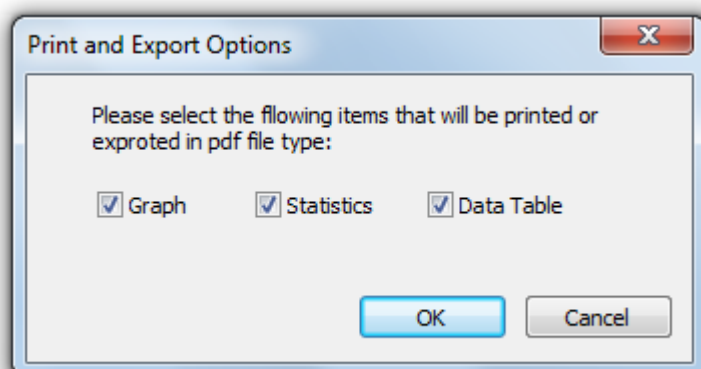 Print and Export Options
Please select the fllowing items that will be printed or
exproted in pdf file type:
Graph Statistics Data Table
OK Cancel